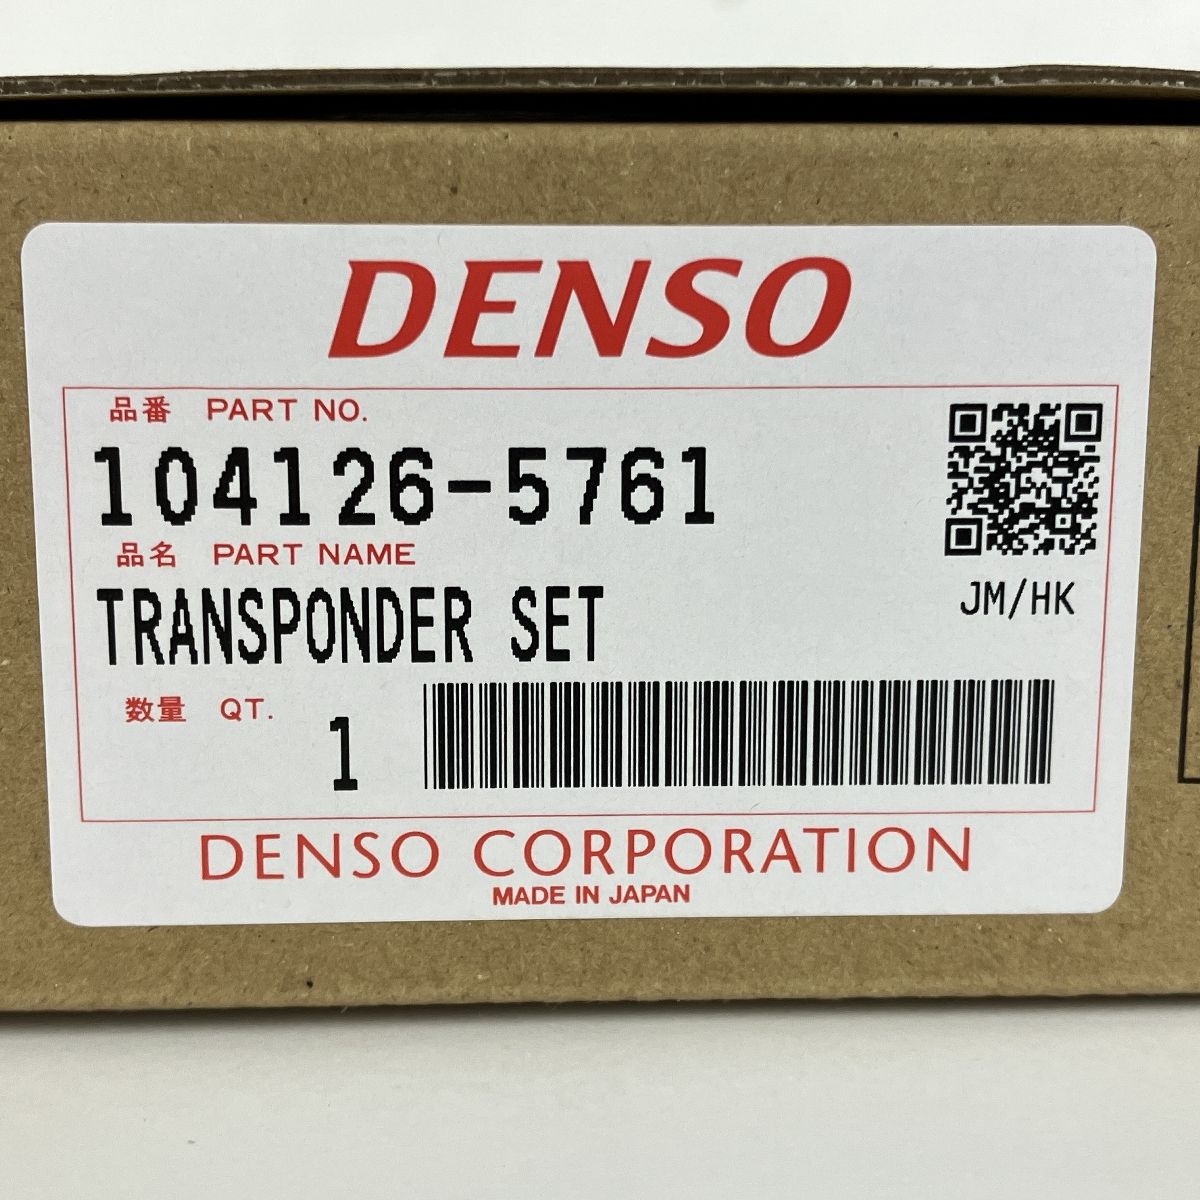 DENSO
品番 PART NO.
104126-5761
品名 PART NAME
TRANSPONDER SET
JM/HK
数量 QT.
1
DENSO CORPORATION
MADE IN JAPAN